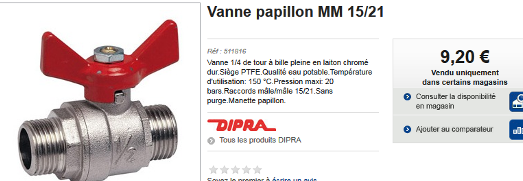 Vanne papillon MM 15/21
Réf : 511816
Vanne 1/4 de tour à bille pleine en laiton chromé
dur.Siège PTFE.Qualité eau potable.Température
d'utilisation: 150 °C.Pression maxi: 20
bars.Raccords mâle/mâle 15/21.Sans
purge.Manette papillon.
DIPRA
Tous les produits DIPRA
Soyez le premier à écrire un avis
9,20 €
Vendu uniquement
dans certains magasins
Consulter la disponibilité
en magasin
Ajouter au comparateur